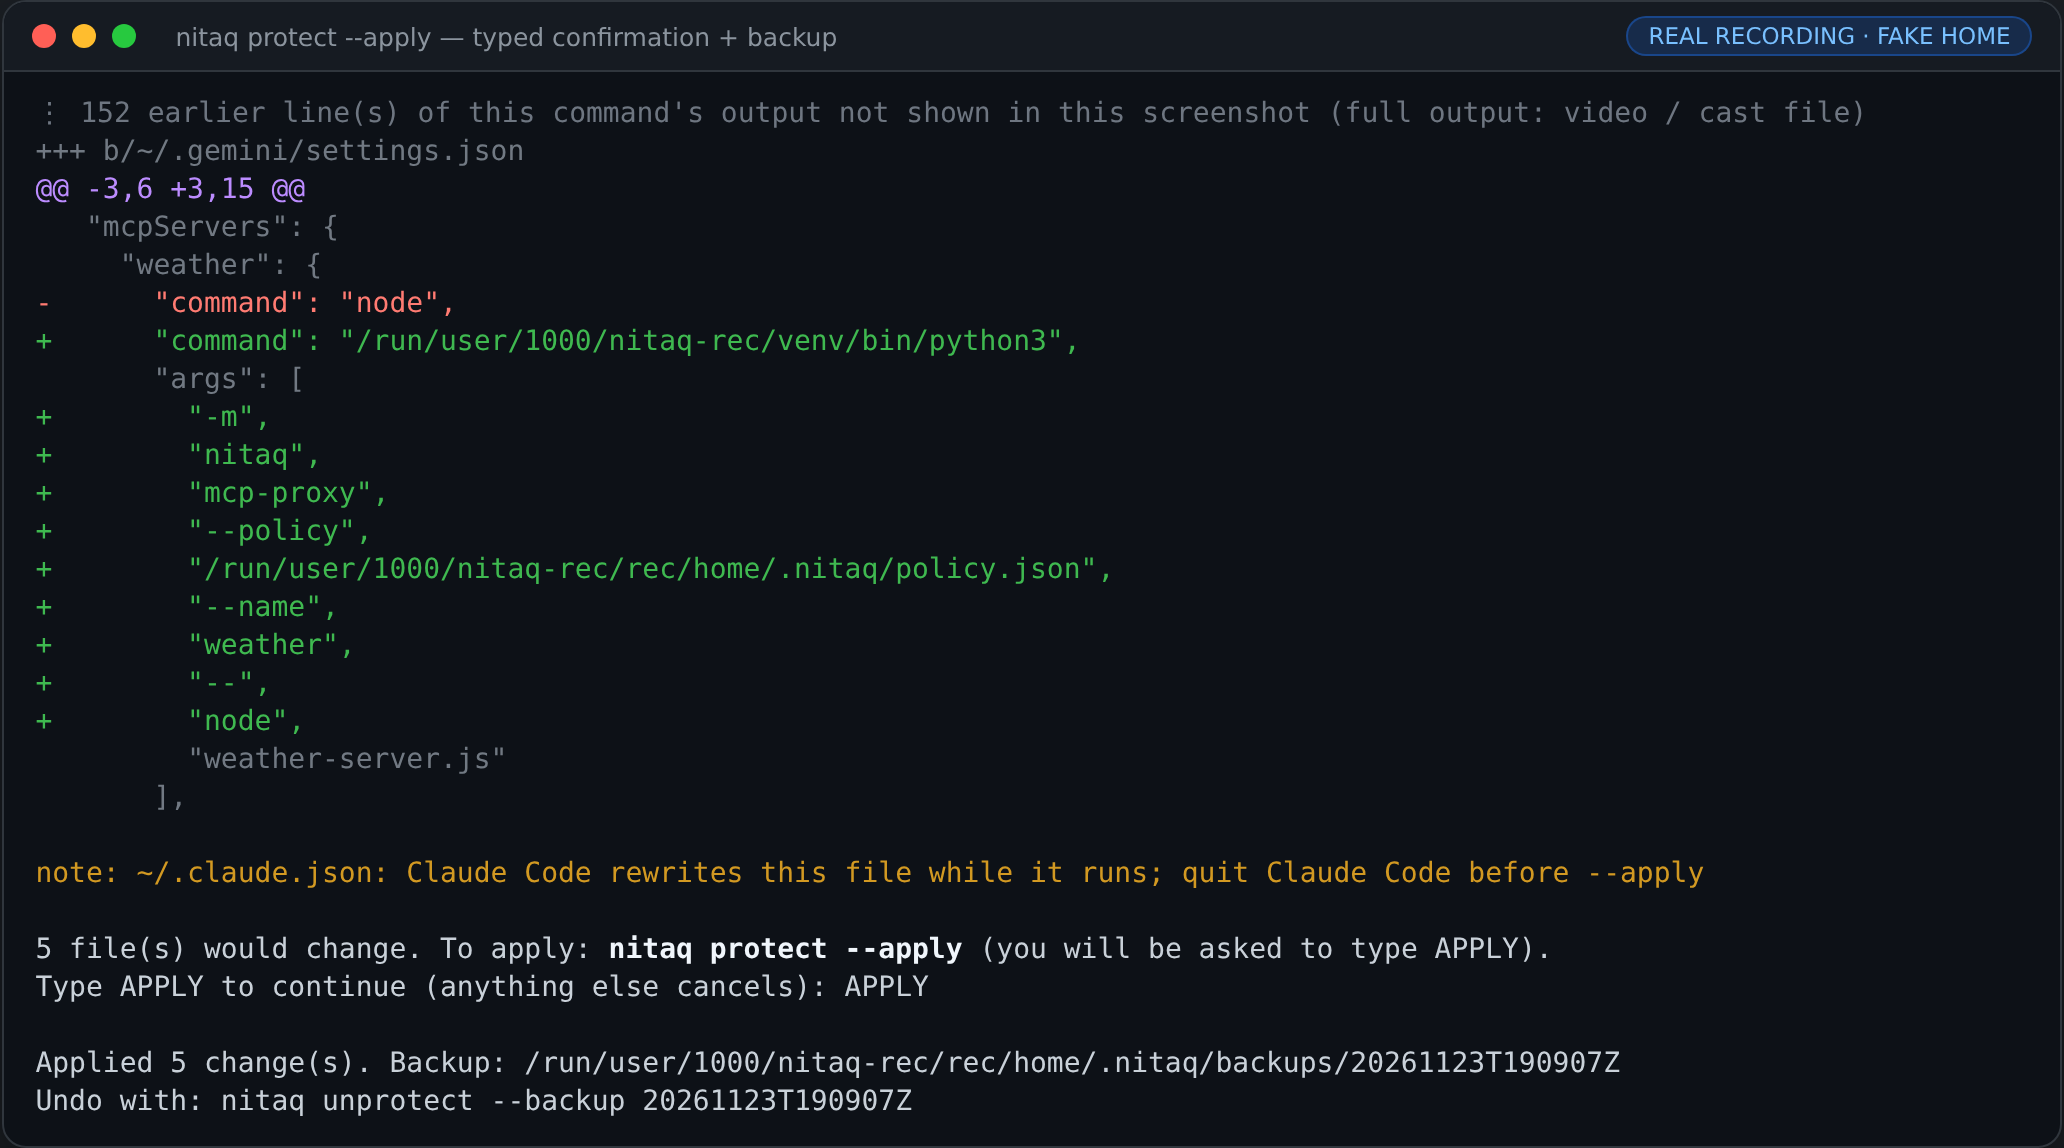 nitaq protect --apply — typed confirmation + backup
REAL RECORDING · FAKE HOME
⋮ 152 earlier line(s) of this command's output not shown in this screenshot (full output: video / cast file)
+++ b/~/.gemini/settings.json
@@ -3,6 +3,15 @@
   "mcpServers": {
     "weather": {
-      "command": "node",
+      "command": "/run/user/1000/nitaq-rec/venv/bin/python3",
       "args": [
+        "-m",
+        "nitaq",
+        "mcp-proxy",
+        "--policy",
+        "/run/user/1000/nitaq-rec/rec/home/.nitaq/policy.json",
+        "--name",
+        "weather",
+        "--",
+        "node",
         "weather-server.js"
       ],
note: ~/.claude.json: Claude Code rewrites this file while it runs; quit Claude Code before --apply
5 file(s) would change. To apply: nitaq protect --apply (you will be asked to type APPLY).
Type APPLY to continue (anything else cancels): APPLY
Applied 5 change(s). Backup: /run/user/1000/nitaq-rec/rec/home/.nitaq/backups/20261123T190907Z
Undo with: nitaq unprotect --backup 20261123T190907Z